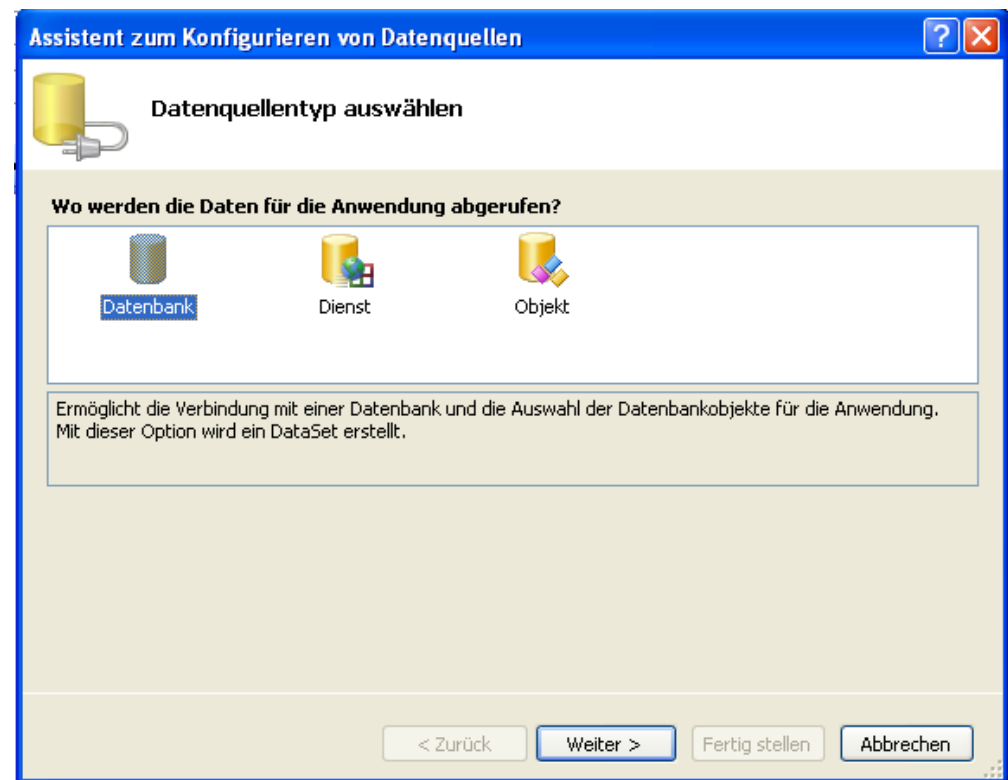 Assistent zum Konfigurieren von Datenquellen
Datenquellentyp auswählen
Wo werden die Daten für die Anwendung abgerufen?
Datenbank Dienst Objekt
Ermöglicht die Verbindung mit einer Datenbank und die Auswahl der Datenbankobjekte für die Anwendung.
Mit dieser Option wird ein DataSet erstellt.
< Zurück Weiter > Fertig stellen Abbrechen